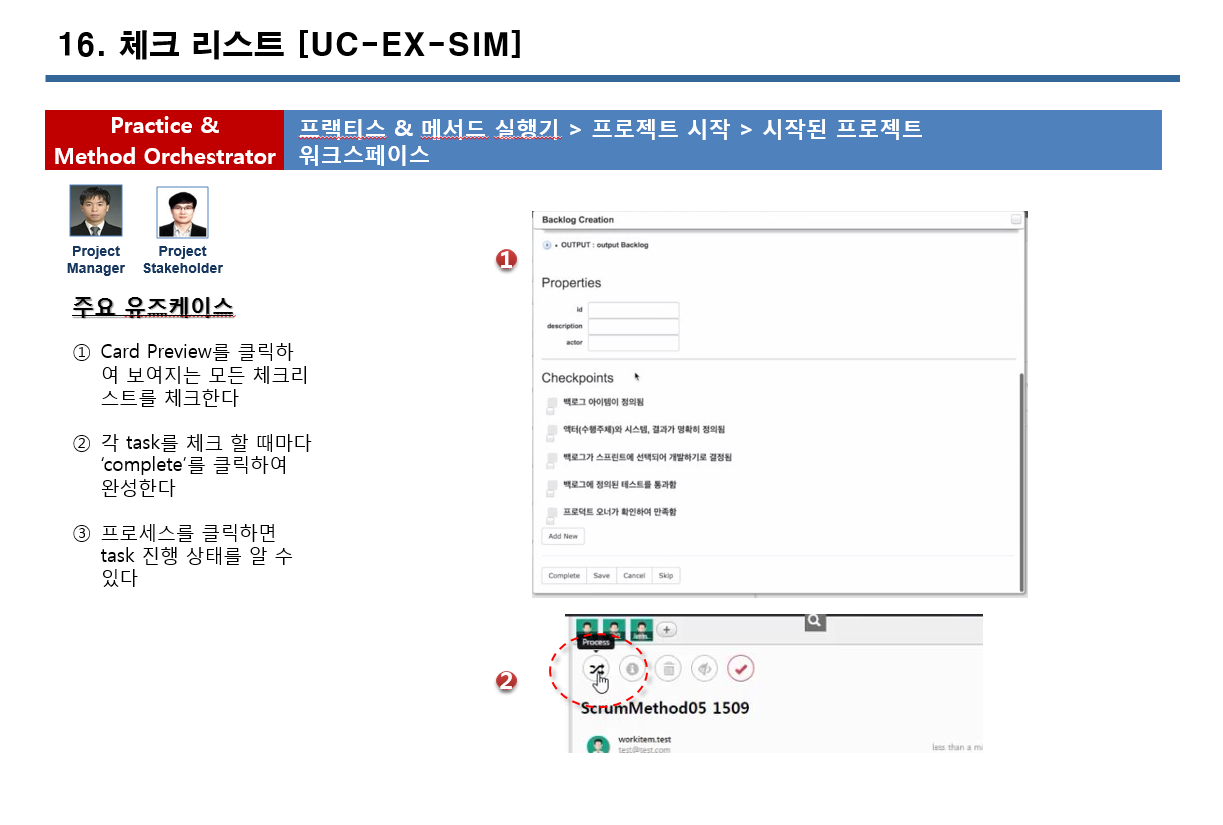 16. 체크 리스트 [UC-EX-SIM]
Practice &
Method Orchestrator
프랙티스 & 메서드 실행기 > 프로젝트 시작 > 시작된 프로젝트
워크스페이스
Project
Manager
Project
Stakeholder
주요 유즈케이스
① Card Preview를 클릭하
여 보여지는 모든 체크리
스트를 체크한다
② 각 task를 체크 할 때마다
‘complete’를 클릭하여
완성한다
③ 프로세스를 클릭하면
task 진행 상태를 알 수
있다
1
Backlog Creation
• OUTPUT : output Backlog
Properties
id
description
actor
Checkpoints
백로그 아이템이 정의됨
액터(수행주체)와 시스템, 결과가 명확히 정의됨
백로그가 스프린트에 선택되어 개발하기로 결정됨
백로그에 정의된 테스트를 통과함
프로덕트 오너가 확인하여 만족함
Add New
Complete Save Cancel Skip
2
Process
ScrumMethod05 1509
workitem.test
test@test.com
less than a mi